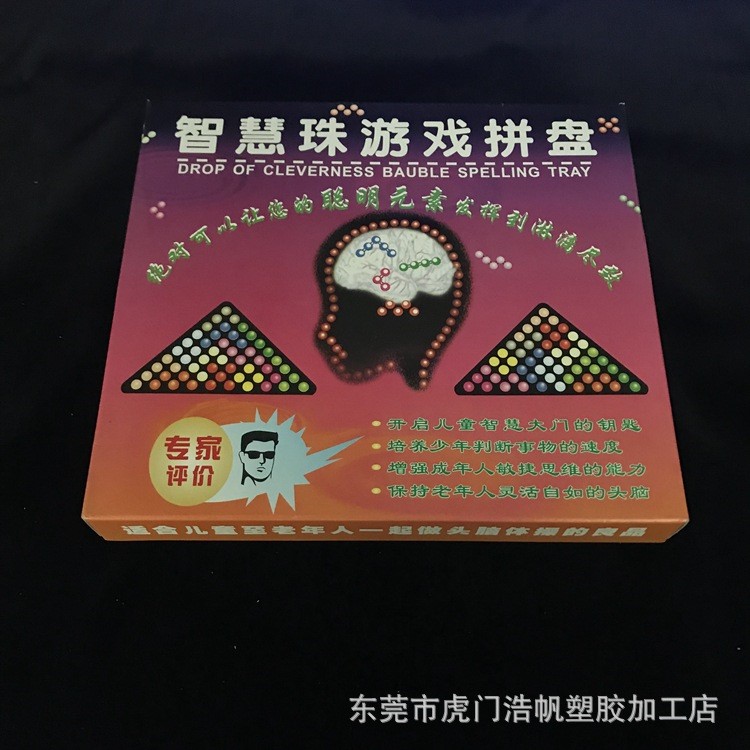 智慧珠游戏拼盘
DROP OF CLEVERNESS BAUBLE SPELLING TRAY
绝对可以让您的聪明元素发挥到淋漓尽致
专家
评价
• 开启儿童智慧大门的钥匙
• 培养少年判断事物的速度
• 增强成年人敏捷思维的能力
• 保持老年人灵活自如的头脑
适合儿童至老年人一起做头脑体操的良品
东莞市虎门浩帆塑胶加工店